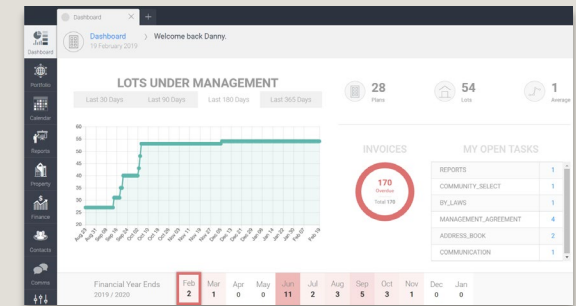 Dashboard
Dashboard
Dashboard
19 February 2019
Welcome back Danny.
Portfolio
Calendar
Reports
Property
Finance
Contacts
Comms
LOTS UNDER MANAGEMENT
Last 30 Days Last 90 Days Last 180 Days Last 365 Days
28
Plans
54
Lots
1
Average
60
55
50
45
40
35
30
25
20
INVOICES
170
Overdue
Total 170
MY OPEN TASKS
REPORTS 1
COMMUNITY_SELECT 1
BY_LAWS 1
MANAGEMENT_AGREEMENT 4
ADDRESS_BOOK 2
COMMUNICATION 1
Financial Year Ends
2019 / 2020
Feb Mar Apr May Jun Jul Aug Sep Oct Nov Dec Jan
2 1 0 0 11 2 3 5 3 1 0 0